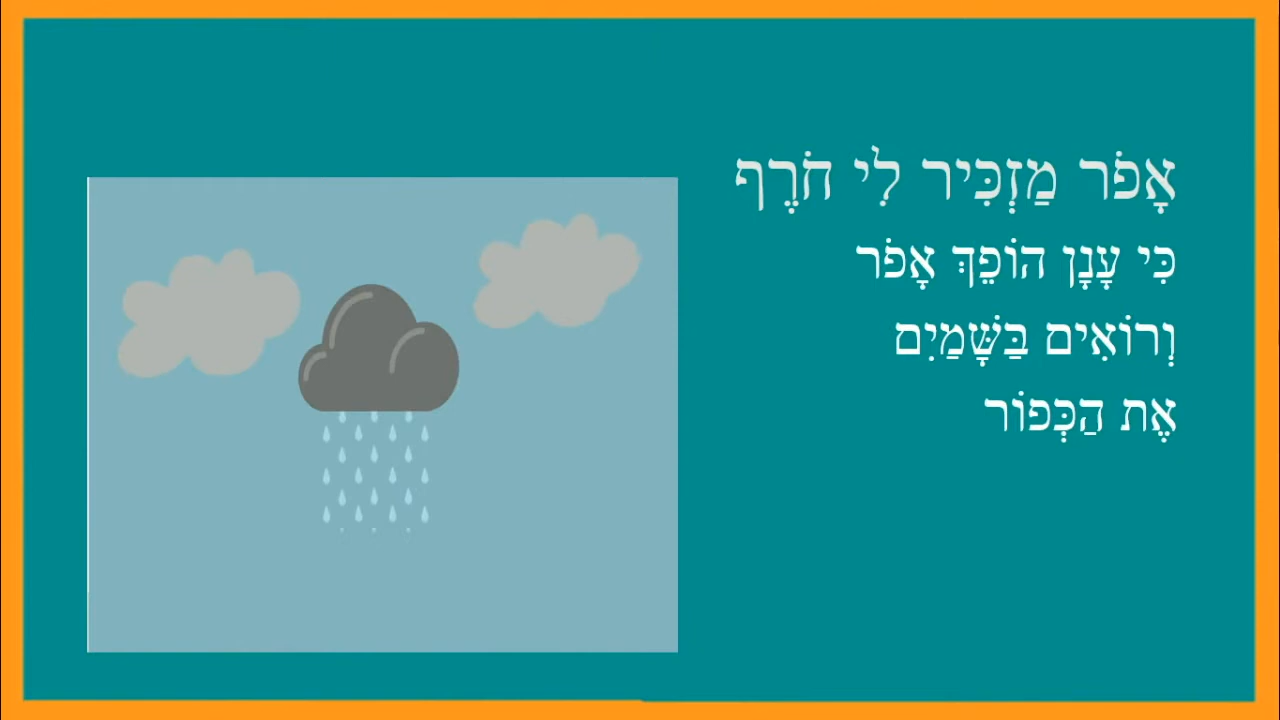 אָפֹר מַזְכִּיר לִי חֹרֶף
כִּי עָנָן הוֹפֵךְ אָפֹר
וְרוֹאִים בַּשָּׁמַיִם
אֶת הַכְּפוֹר